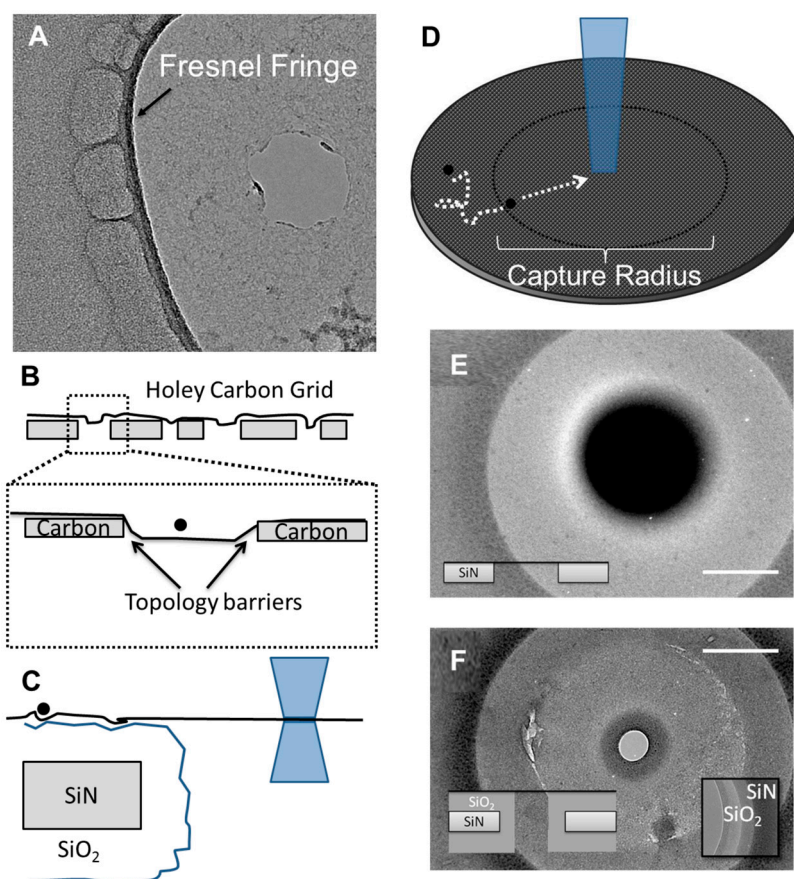 A
Fresnel Fringe
B
Holey Carbon Grid
Carbon
Carbon
Topology barriers
C
SiN
SiO₂
D
Capture Radius
E
SiN
F
SiO₂
SiN
SiN
SiO₂